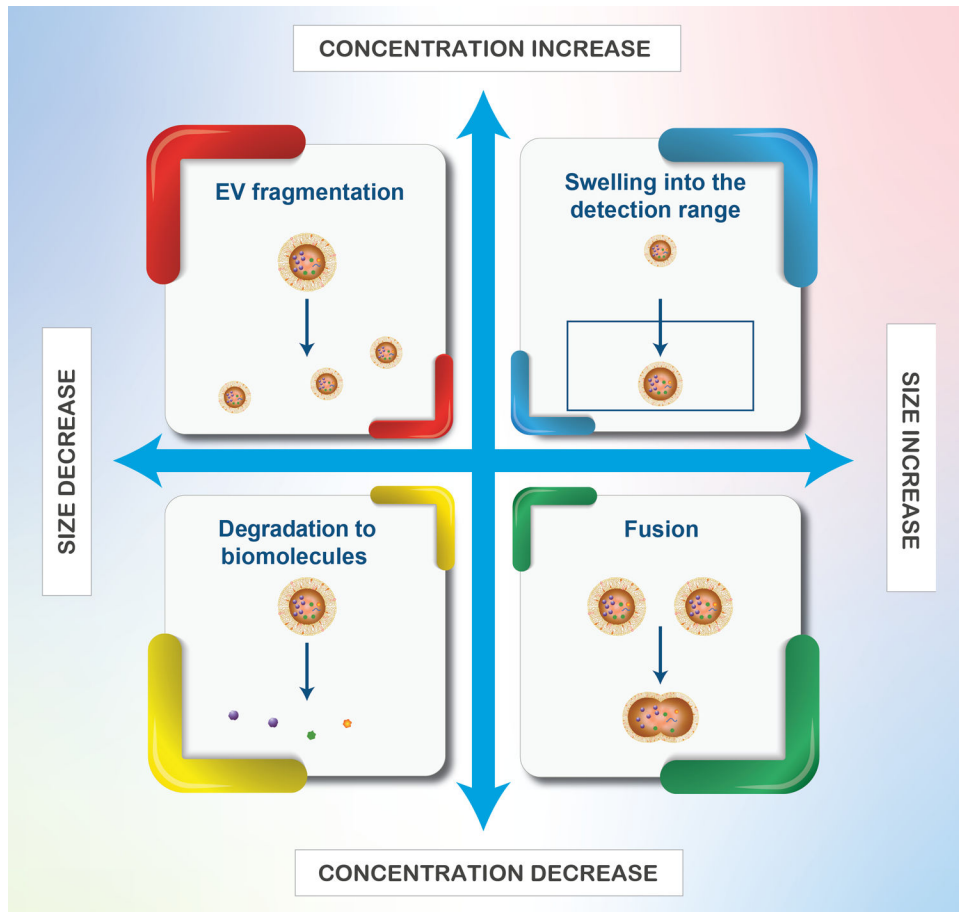 CONCENTRATION INCREASE
EV fragmentation
Swelling into the
detection range
SIZE DECREASE
SIZE INCREASE
Degradation to
biomolecules
Fusion
CONCENTRATION DECREASE